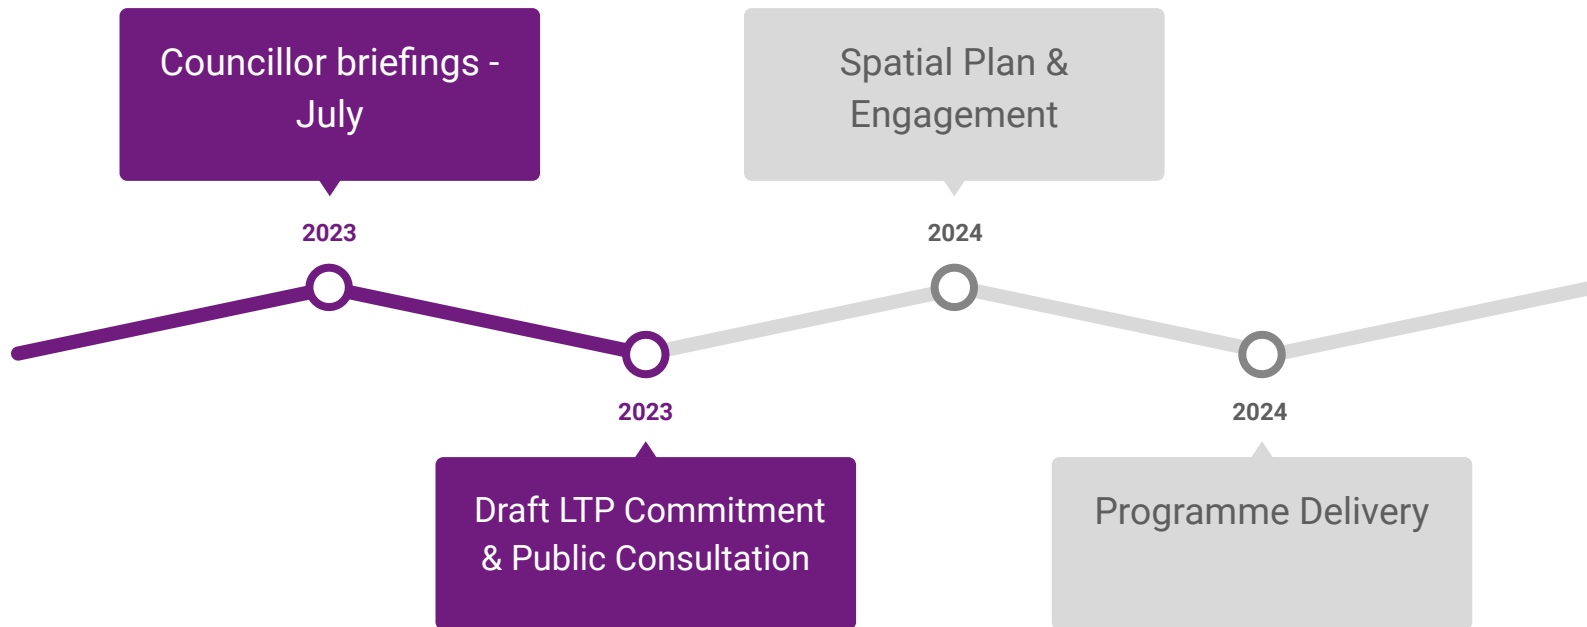 Councillor briefings -
July
2023
2023
Draft LTP Commitment
& Public Consultation
Spatial Plan &
Engagement
2024
2024
Programme Delivery